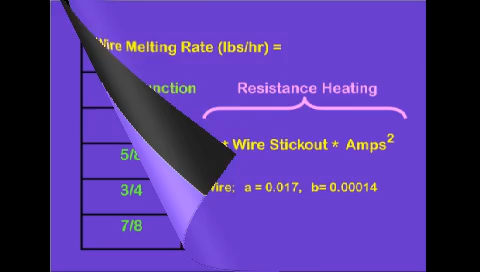 Wire Melting Rate (lbs/hr) =
Resistance Heating
* Wire Stickout * Amps2
5/8
a = 0.017, b= 0.00014
3/4
7/8